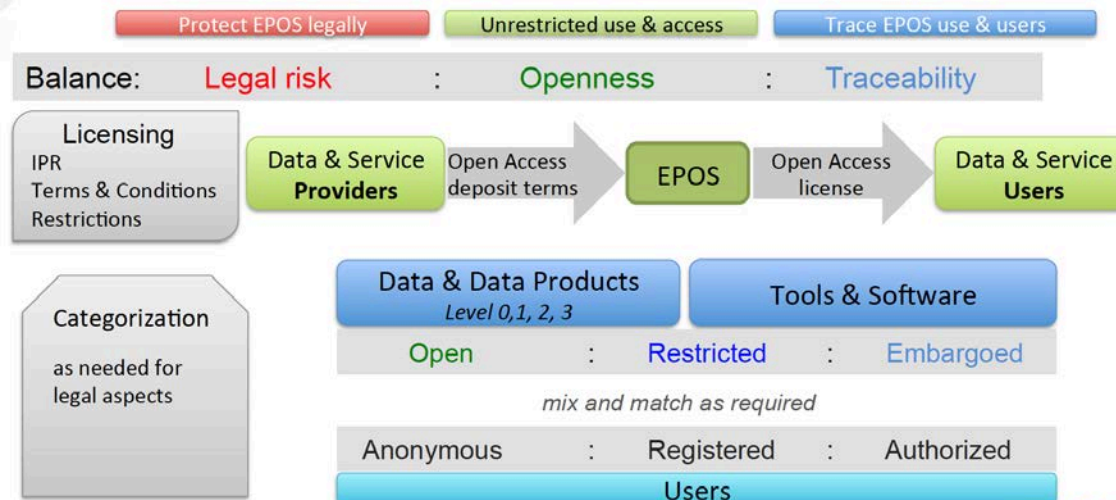 Protect EPOS legally
Unrestricted use & access
Trace EPOS use & users
Balance: Legal risk : Openness : Traceability
Licensing
IPR
Terms & Conditions
Restrictions
Data & Service
Providers
Open Access
deposit terms
EPOS
Open Access
license
Data & Service
Users
Categorization
as needed for
legal aspects
Data & Data Products
Level 0,1, 2, 3
Tools & Software
Open : Restricted : Embargoed
mix and match as required
Anonymous : Registered : Authorized
Users